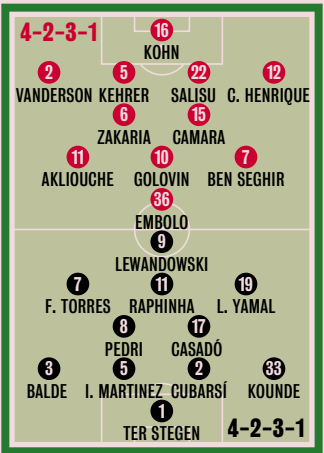 4-2-3-1
16
KOHN
2 5 22 12
VANDERSON KEHRER SALISU C. HENRIQUE
6 15
ZAKARIA CAMARA
11 10 7
AKLIOUCHE GOLOVIN BEN SEGHIR
36
EMBOLO
9
LEWANDOWSKI
7 11 19
F. TORRES RAPHINHA L. YAMAL
8 17
PEDRI CASADÓ
3 5 2 33
BALDE I. MARTINEZ CUBARSÍ KOUNDE
1
TER STEGEN 4-2-3-1